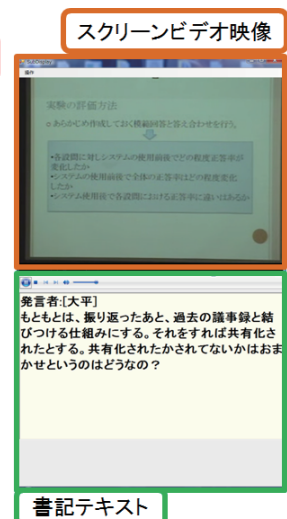 スクリーンビデオ映像
操作
実験の評価方法
あらかじめ作成しておく模範回答と答え合わせを行う。
•各設問に対しシステムの使用前後でどの程度正答率が
変化したか
•システムの使用前後で全体の正答率はどの程度変化
したか
•システム使用後で各設問における正答率に違いはあるか
発言者:[大平]
もともとは、振り返ったあと、過去の議事録と結
びつける仕組みにする。それをすれば共有化さ
れたとする。共有化されたかされてないかはおま
かせというのはどうなの？
書記テキスト